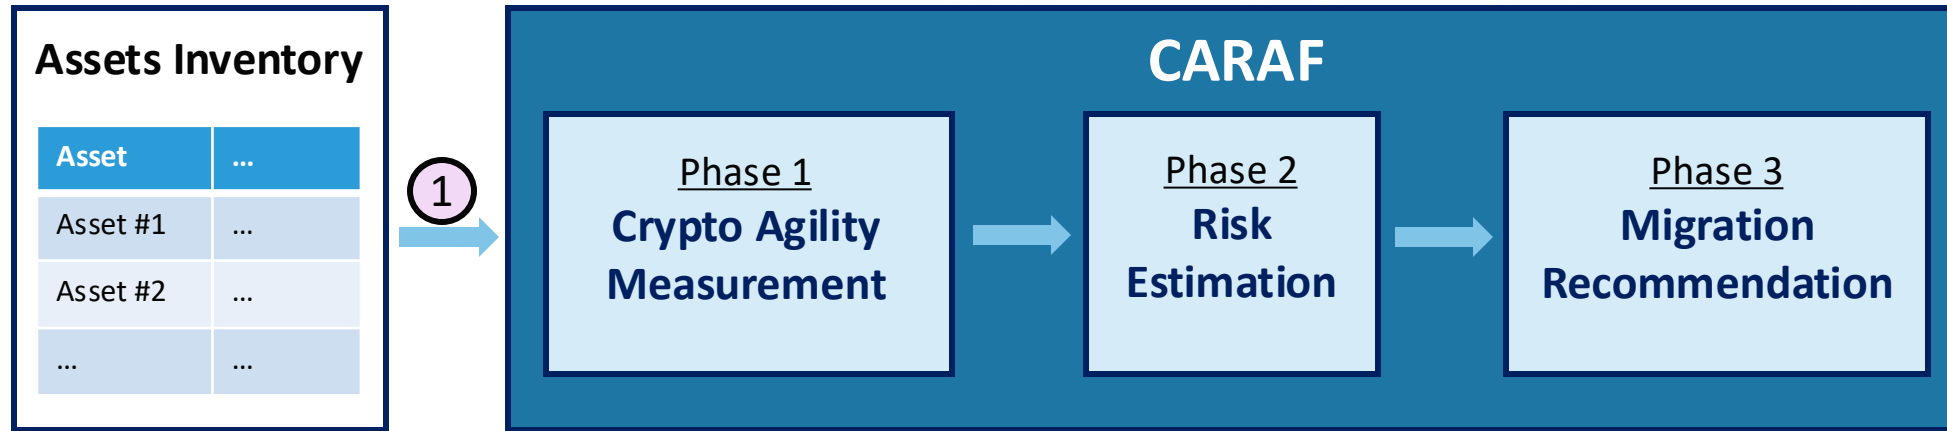 Assets Inventory
Asset ...
Asset #1 ...
Asset #2 ...
... ...
1
CARAF
Phase 1
Crypto Agility
Measurement
Phase 2
Risk
Estimation
Phase 3
Migration
Recommendation